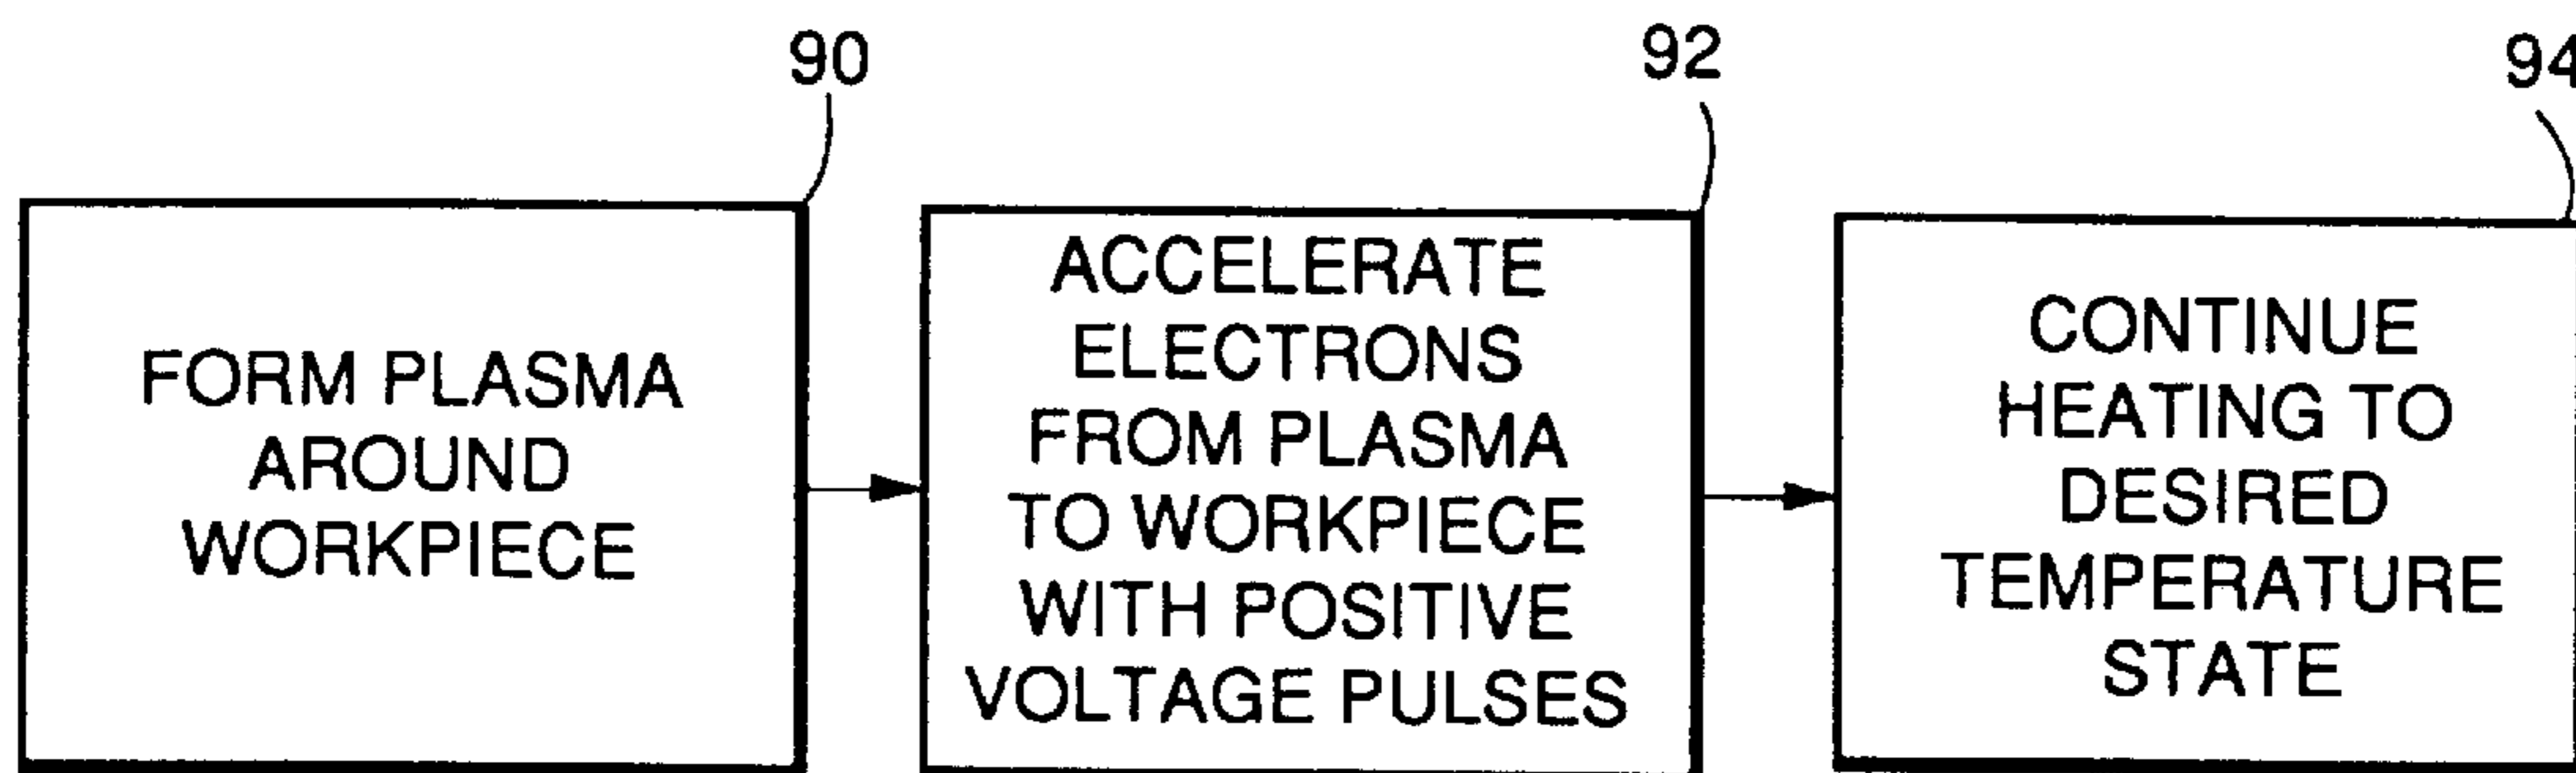 90
92
94
FORM PLASMA
AROUND
WORKPIECE
ACCELERATE
ELECTRONS
FROM PLASMA
TO WORKPIECE
WITH POSITIVE
VOLTAGE PULSES
CONTINUE
HEATING TO
DESIRED
TEMPERATURE
STATE